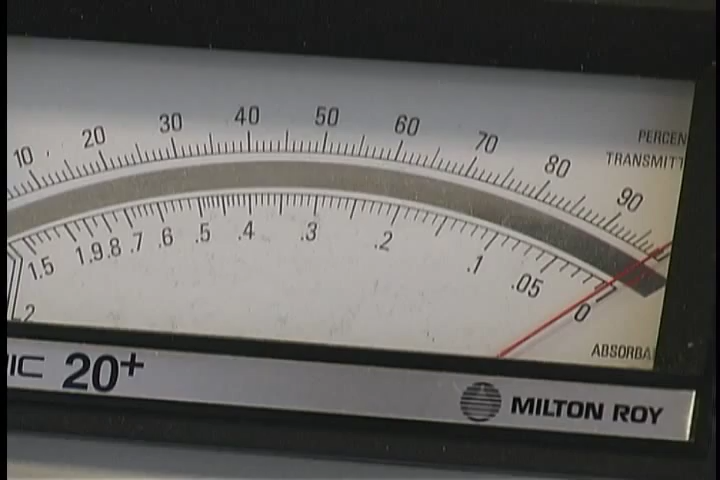 10 20 30 40 50 60 70 80 90
PERCEN
TRANSMITT
1.5 1.9 .8 .7 .6 .5 .4 .3 .2 .1 .05 0
2
ABSORBA
IC 20+
MILTON ROY